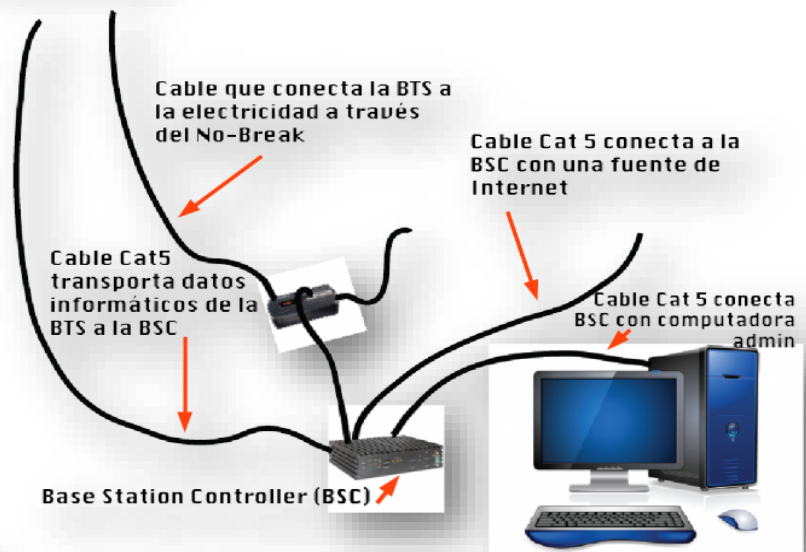 Cable que conecta la BTS a
la electricidad a través
del No-Break
Cable Cat 5 conecta a la
BSC con una fuente de
Internet
Cable Cat5
transporta datos
informáticos de la
BTS a la BSC
Cable Cat 5 conecta
BSC con computadora
admin
Base Station Controller (BSC)